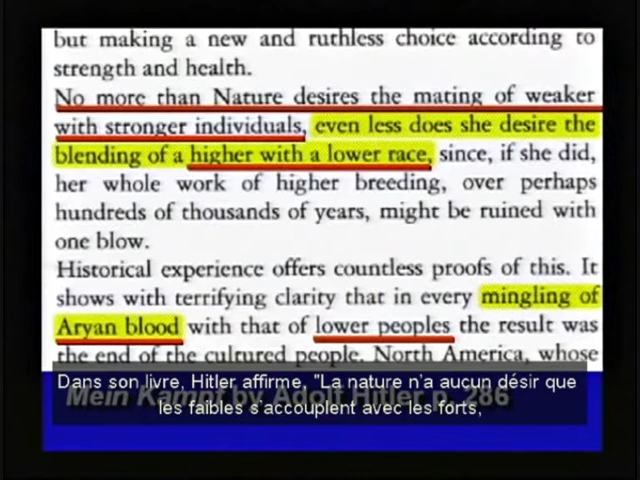 but making a new and ruthless choice according to
strength and health.
No more than Nature desires the mating of weaker
with stronger individuals, even less does she desire the
blending of a higher with a lower race, since, if she did,
her whole work of higher breeding, over perhaps
hundreds of thousands of years, might be ruined with
one blow.
Historical experience offers countless proofs of this. It
shows with terrifying clarity that in every mingling of
Aryan blood with that of lower peoples the result was
the end of the cultured people. North America, whose
Dans son livre, Hitler affirme, "La nature n'a aucun désir que
les faibles s'accouplent avec les forts,
Mein Kampf by Adolf Hitler p. 286